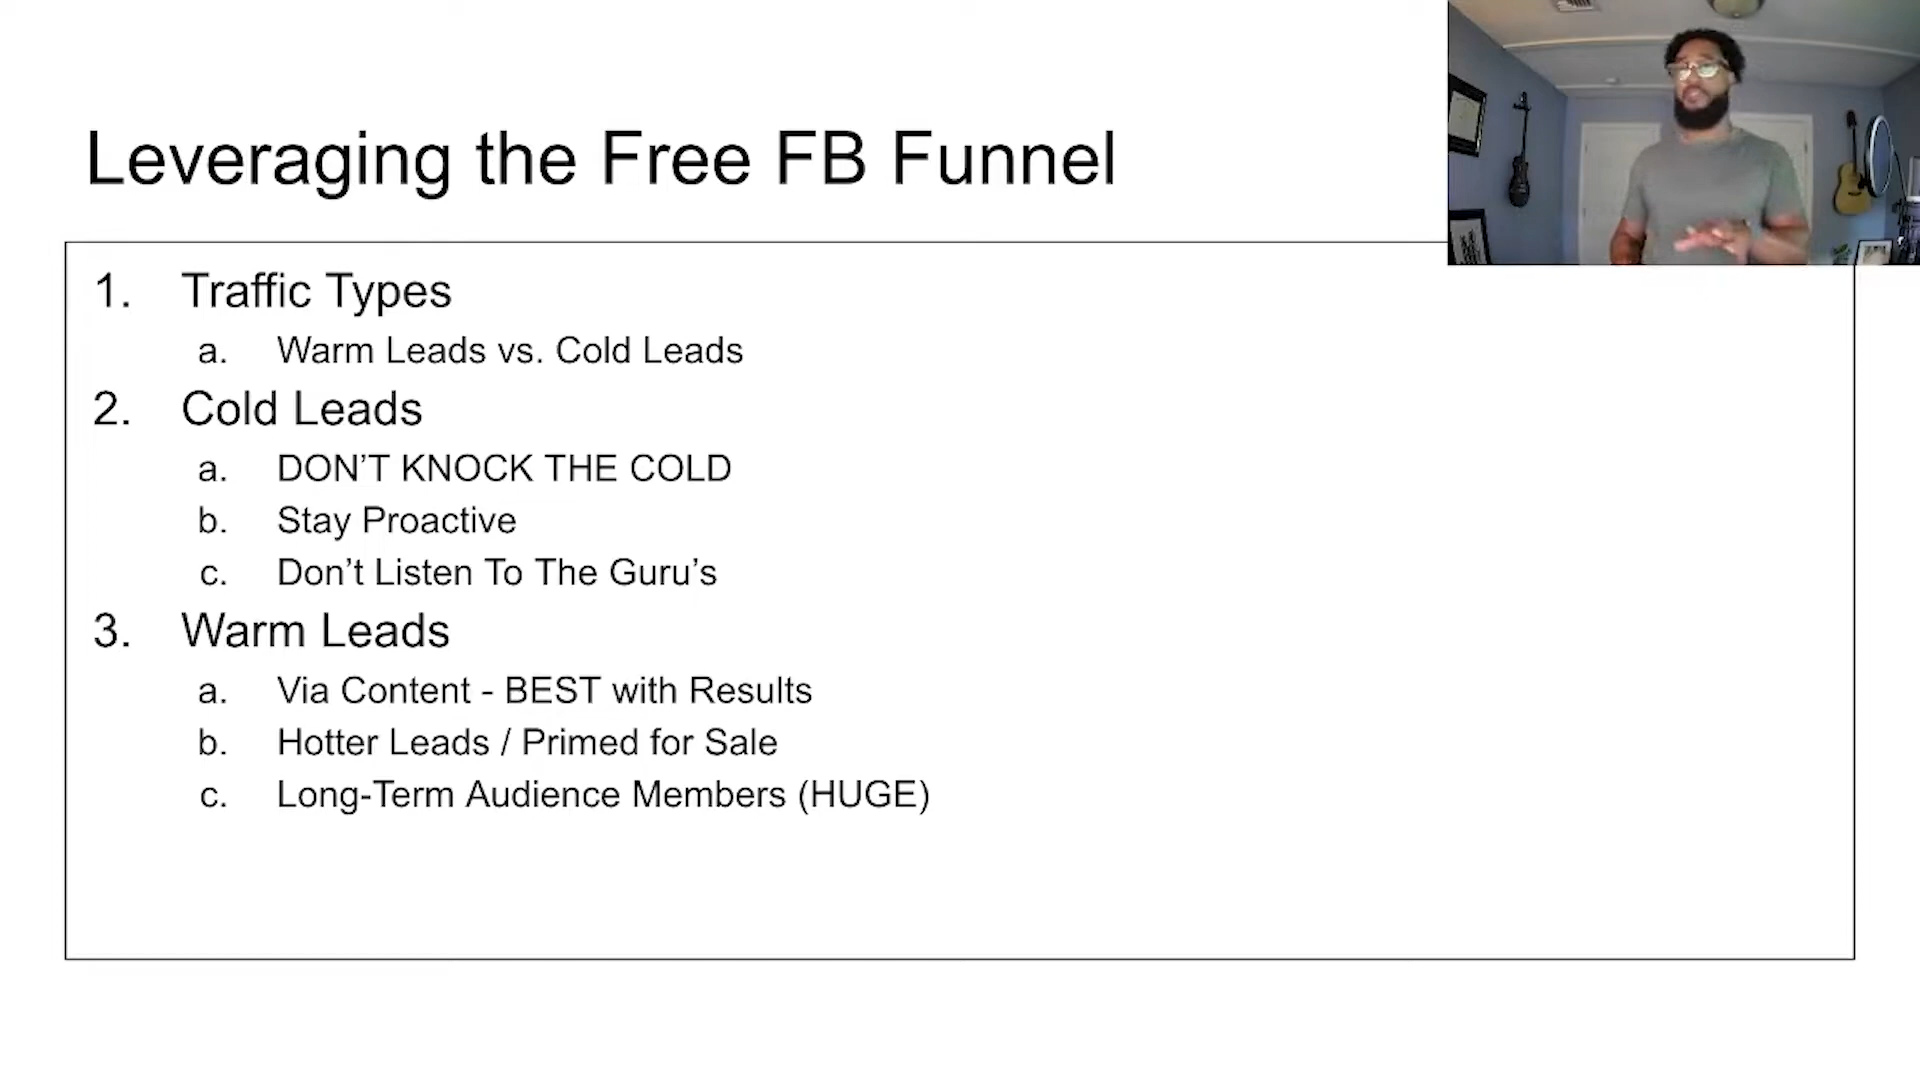 Leveraging the Free FB Funnel
1. Traffic Types
a. Warm Leads vs. Cold Leads
2. Cold Leads
a. DON’T KNOCK THE COLD
b. Stay Proactive
c. Don’t Listen To The Guru’s
3. Warm Leads
a. Via Content - BEST with Results
b. Hotter Leads / Primed for Sale
c. Long-Term Audience Members (HUGE)